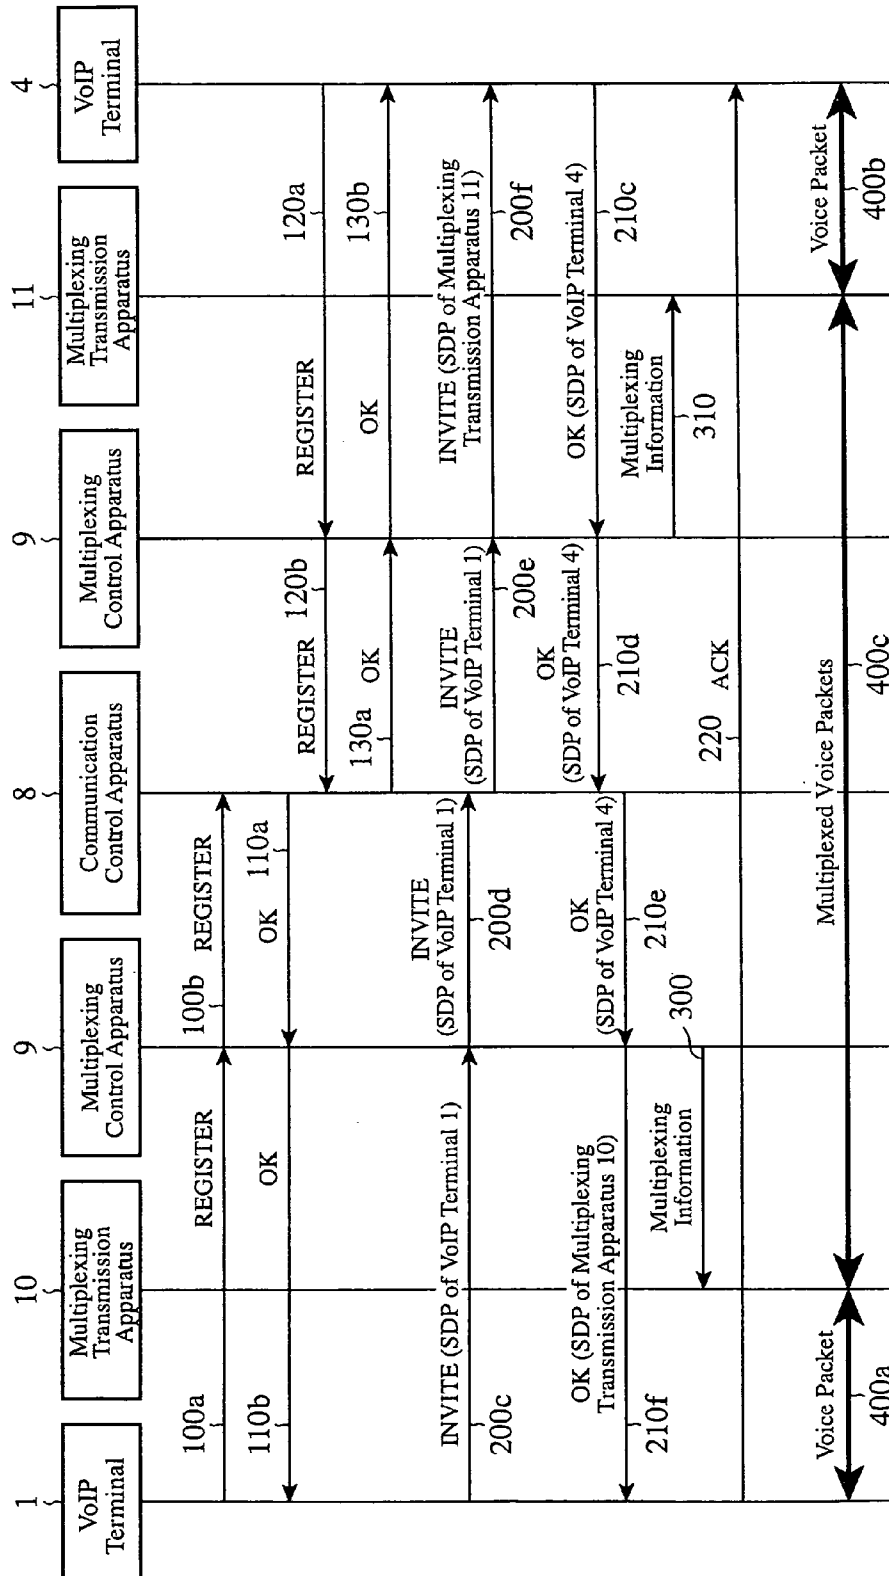 1
VoIP
Terminal
10
Multiplexing
Transmission
Apparatus
9
Multiplexing
Control Apparatus
8
Communication
Control Apparatus
9
Multiplexing
Control Apparatus
11
Multiplexing
Transmission
Apparatus
4
VoIP
Terminal
100a
REGISTER
100b
REGISTER
110b
OK
OK
110a
REGISTER
120b
REGISTER
120a
130a
OK
OK
130b
INVITE (SDP of VoIP Terminal 1)
200c
INVITE
(SDP of VoIP Terminal 1)
200d
INVITE
(SDP of VoIP Terminal 1)
200e
INVITE (SDP of Multiplexing
Transmission Apparatus 11)
200f
OK (SDP of VoIP Terminal 4)
210c
OK
(SDP of VoIP Terminal 4)
210d
OK
(SDP of VoIP Terminal 4)
210e
OK (SDP of Multiplexing
Transmission Apparatus 10)
210f
Multiplexing
Information
300
Multiplexing
Information
310
220
ACK
Voice Packet
400a
Multiplexed Voice Packets
400c
Voice Packet
400b